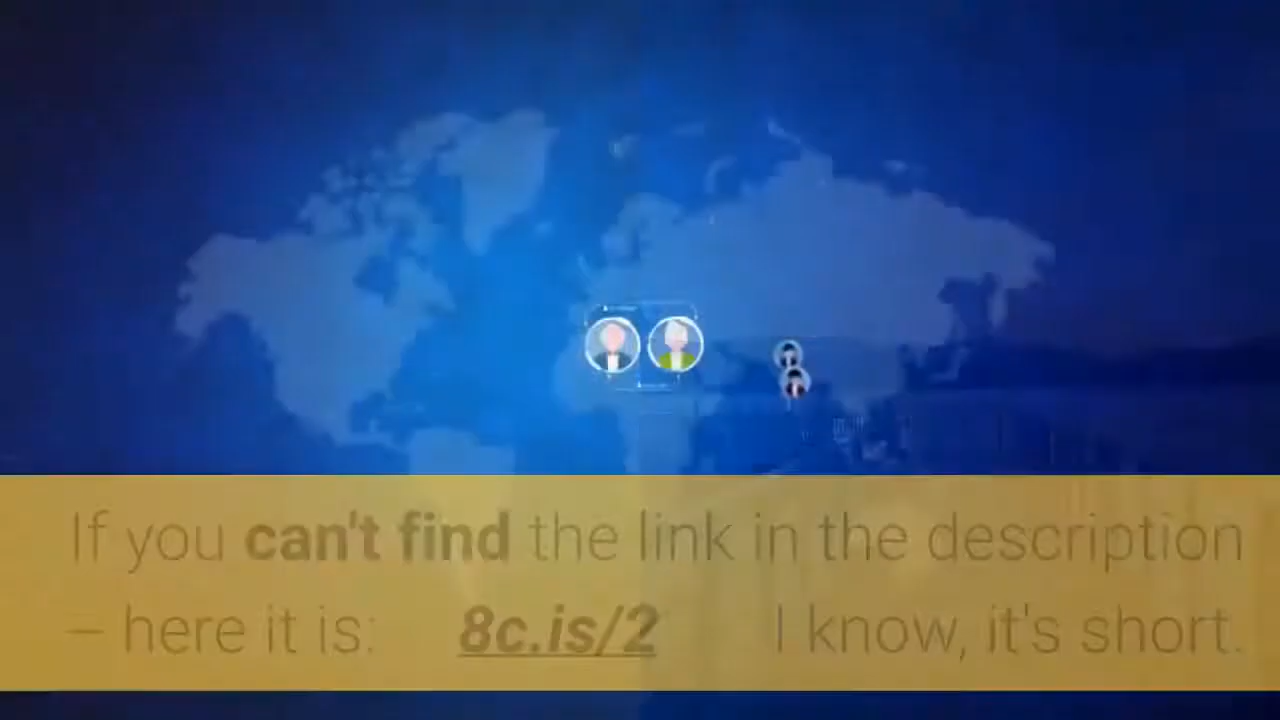 If you can't find the link in the description
– here it is: 8c.is/2 I know, it's short.